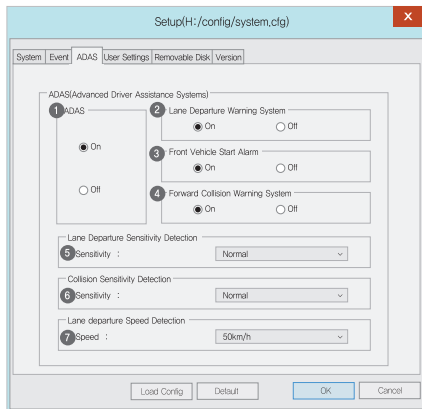 Setup(H:/config/system.cfg)
X
System Event ADAS User Settings Removable Disk Version
ADAS(Advanced Driver Assistance Systems)
1 ADAS
On
Off
2 Lane Departure Warning System
On Off
3 Front Vehicle Start Alarm
On Off
4 Forward Collision Warning System
On Off
Lane Departure Sensitivity Detection
5 Sensitivity : Normal
Collision Sensitivity Detection
6 Sensitivity : Normal
Lane departure Speed Detection
7 Speed : 50km/h
Load Config Default OK Cancel